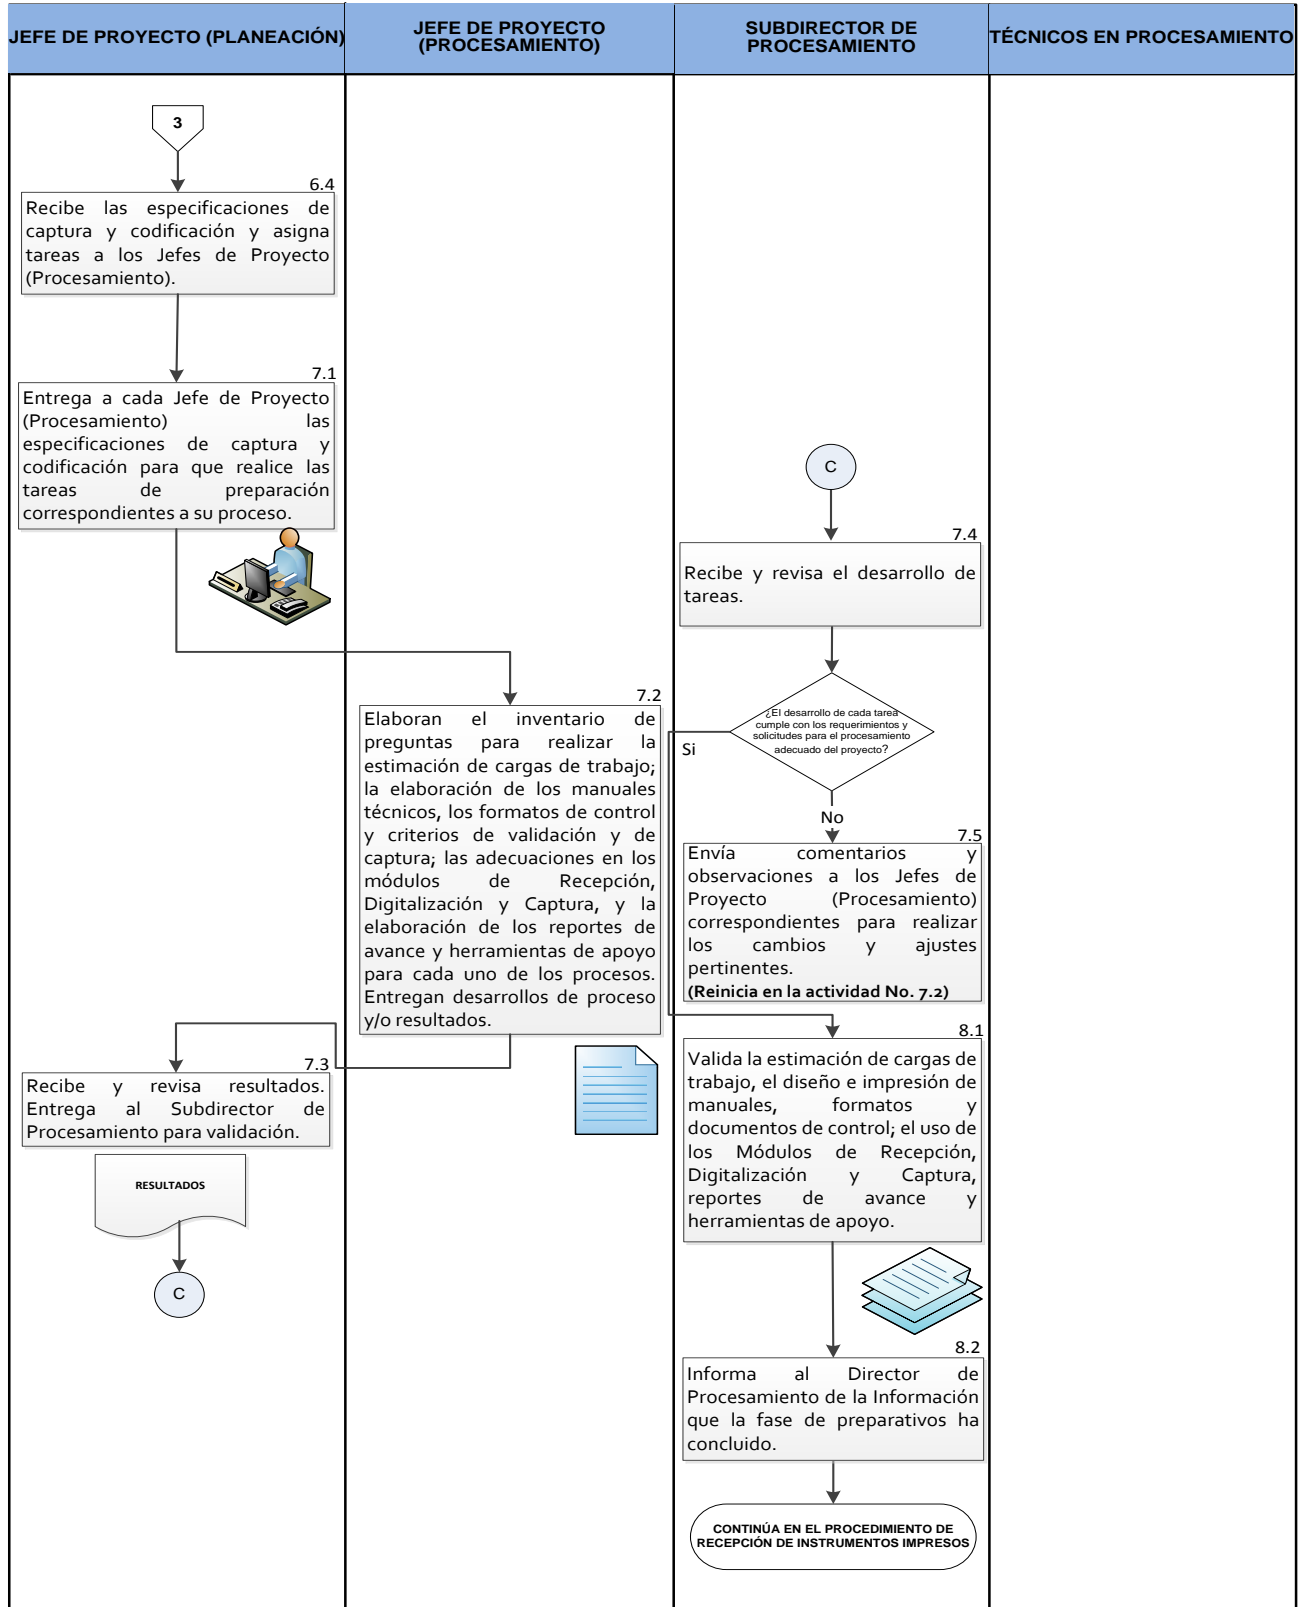 JEFE DE PROYECTO (PLANEACIÓN)
JEFE DE PROYECTO
(PROCESAMIENTO)
SUBDIRECTOR DE
PROCESAMIENTO
TÉCNICOS EN PROCESAMIENTO
3
6.4
Recibe las especificaciones de
captura y codificación y asigna
tareas a los Jefes de Proyecto
(Procesamiento).
7.1
Entrega a cada Jefe de Proyecto
(Procesamiento) las
especificaciones de captura y
codificación para que realice las
tareas de preparación
correspondientes a su proceso.
7.2
Elaboran el inventario de
preguntas para realizar la
estimación de cargas de trabajo;
la elaboración de los manuales
técnicos, los formatos de control
y criterios de validación y de
captura; las adecuaciones en los
módulos de Recepción,
Digitalización y Captura, y la
elaboración de los reportes de
avance y herramientas de apoyo
para cada uno de los procesos.
Entregan desarrollos de proceso
y/o resultados.
7.3
Recibe y revisa resultados.
Entrega al Subdirector de
Procesamiento para validación.
RESULTADOS
C
C
7.4
Recibe y revisa el desarrollo de
tareas.
¿El desarrollo de cada tarea
cumple con los requerimientos y
solicitudes para el procesamiento
adecuado del proyecto?
Si
No
7.5
Envía comentarios y
observaciones a los Jefes de
Proyecto (Procesamiento)
correspondientes para realizar
los cambios y ajustes
pertinentes.
(Reinicia en la actividad No. 7.2)
8.1
Valida la estimación de cargas de
trabajo, el diseño e impresión de
manuales, formatos y
documentos de control; el uso de
los Módulos de Recepción,
Digitalización y Captura,
reportes de avance y
herramientas de apoyo.
8.2
Informa al Director de
Procesamiento de la Información
que la fase de preparativos ha
concluido.
CONTINÚA EN EL PROCEDIMIENTO DE
RECEPCIÓN DE INSTRUMENTOS IMPRESOS